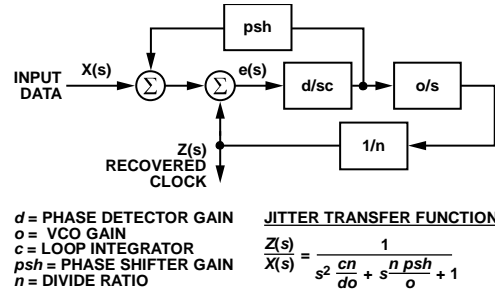 psh
X(s)
e(s)
INPUT
DATA
Σ
Σ
d/sc
o/s
Z(s)
RECOVERED
CLOCK
1/n
d = PHASE DETECTOR GAIN
o = VCO GAIN
c = LOOP INTEGRATOR
psh = PHASE SHIFTER GAIN
n = DIVIDE RATIO
JITTER TRANSFER FUNCTION
Z(s)
X(s)
=
1
s² cn/do + s n psh/o + 1